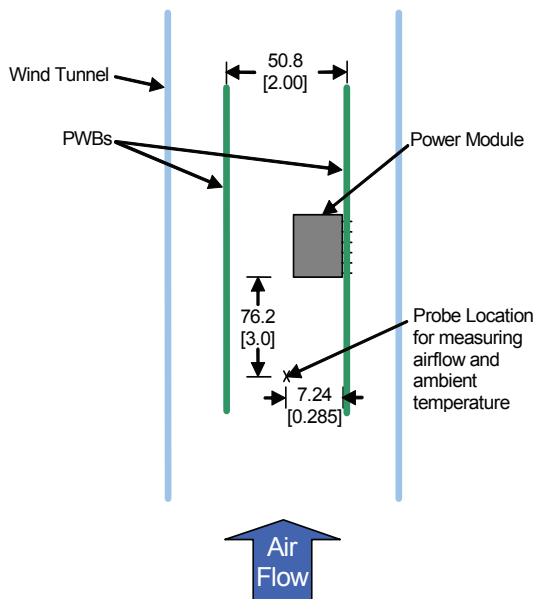 50.8
[2.00]
Wind Tunnel
PWBs
Power Module
76.2
[3.0]
Probe Location
for measuring
airflow and
ambient
temperature
x
7.24
[0.285]
Air
Flow